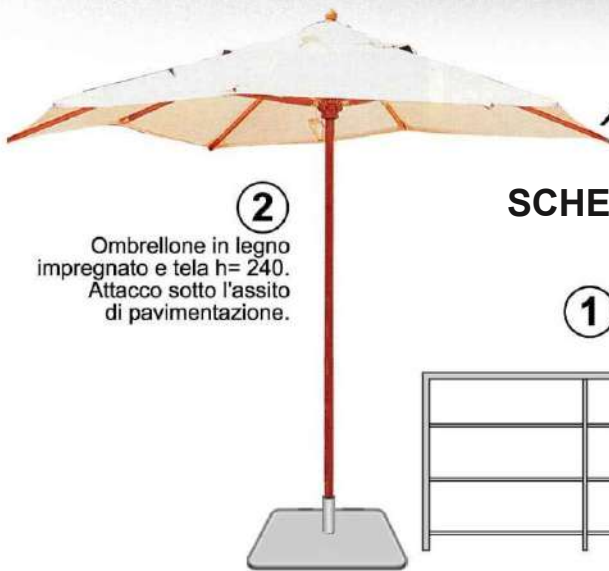 2
Ombrellone in legno
impregnato e tela h= 240.
Attacco sotto l'assito
di pavimentazione.
SCHE
1